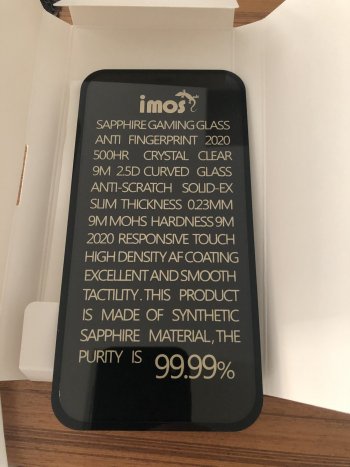 imos
SAPPHIRE GAMING GLASS
ANTI FINGERPRINT 2020
500HR CRYSTAL CLEAR
9M 2.5D CURVED GLASS
ANTI-SCRATCH SOLID-EX
SLIM THICKNESS 0.23MM
9M MOHS HARDNESS 9M
2020 RESPONSIVE TOUCH
HIGH DENSITY AF COATING
EXCELLENT AND SMOOTH
TACTILITY. THIS PRODUCT
IS MADE OF SYNTHETIC
SAPPHIRE MATERIAL, THE
PURITY IS 99.99%